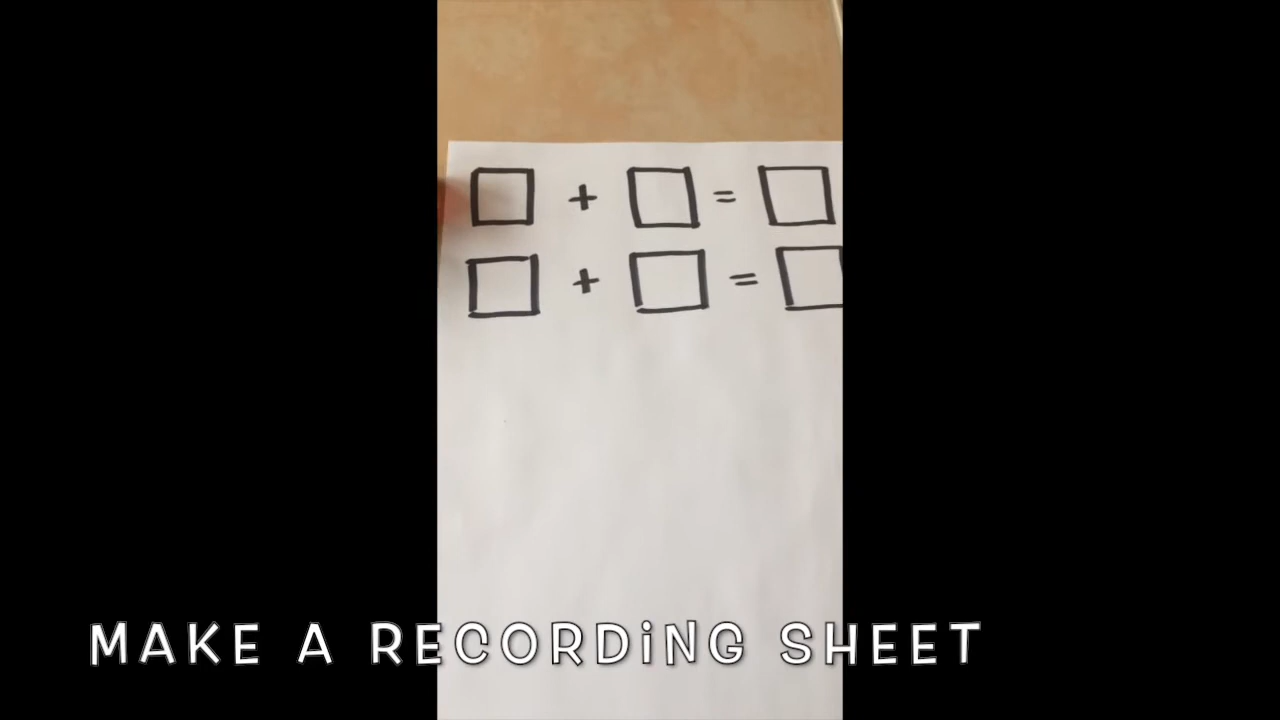 □ + □ = □
□ + □ = □
MAKE A RECORDiNG SHEET